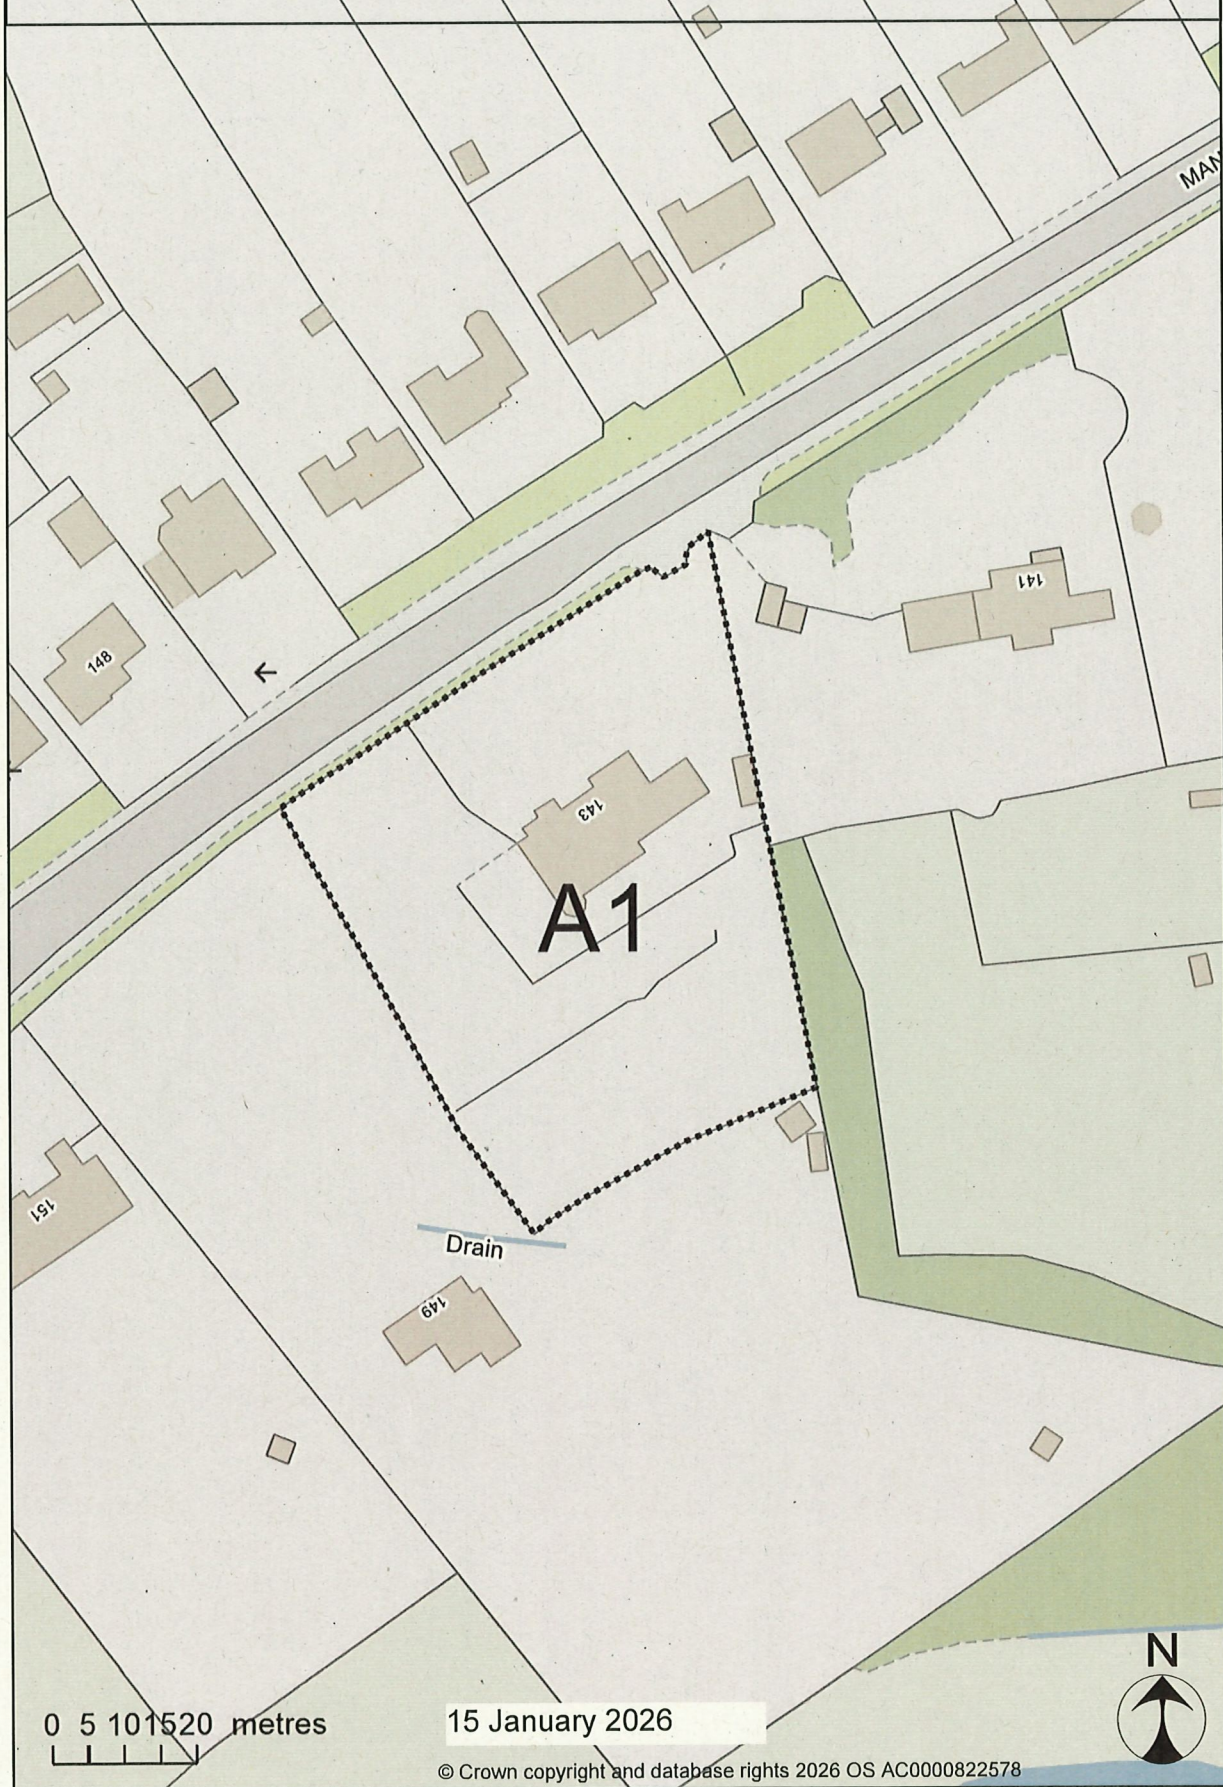 MAN
141
148
143
A1
151
Drain
149
N
0 5 101520 metres
15 January 2026
© Crown copyright and database rights 2026 OS AC0000822578